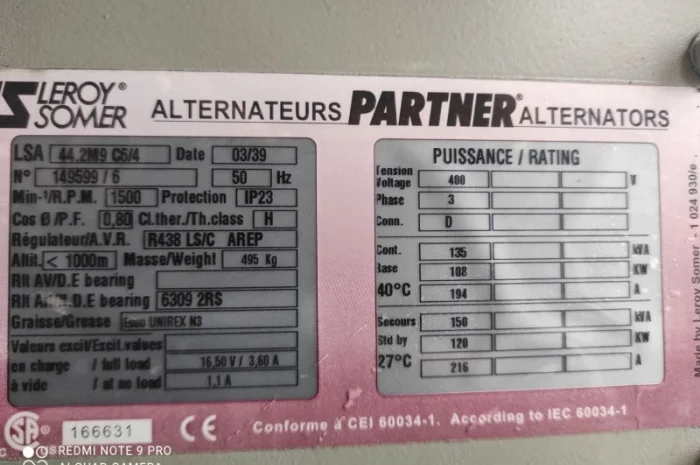 LEROY®
SOMER
ALTERNATEURS PARTNER® ALTERNATORS
LSA 44.2M9 C6/4 Date 03/39
N° 149599 / 6 50 Hz
Min-¹/R.P.M. 1500 Protection IP23
Cos Ø /P.F. 0,80 Cl.ther./Th.class H
Régulateur/A.V.R. R438 LS/C AREP
Altit. < 1000m Masse/Weight 495 Kg
Rlt AV/D.E bearing
Rlt D.E bearing 6309 2RS
Graisse/Grease Esso UNIREX N3
Valeurs excit/Excit.values
en charge / full load 16,50 V / 3,60 A
à vide / at no load 1,1 A
PUISSANCE / RATING
Tension
Voltage 400 V
Phase 3
Conn. D
Cont. 135 kVA
Base 108 KW
40°C 194 A
Secours 150 kVA
Std by 120 KW
27°C 216 A
Made by Leroy Somer - 1 024 930/e
166631 CE Conforme à CEI 60034-1. According to IEC 60034-1
REDMI NOTE 9 PRO
AI QUAD CAMERA